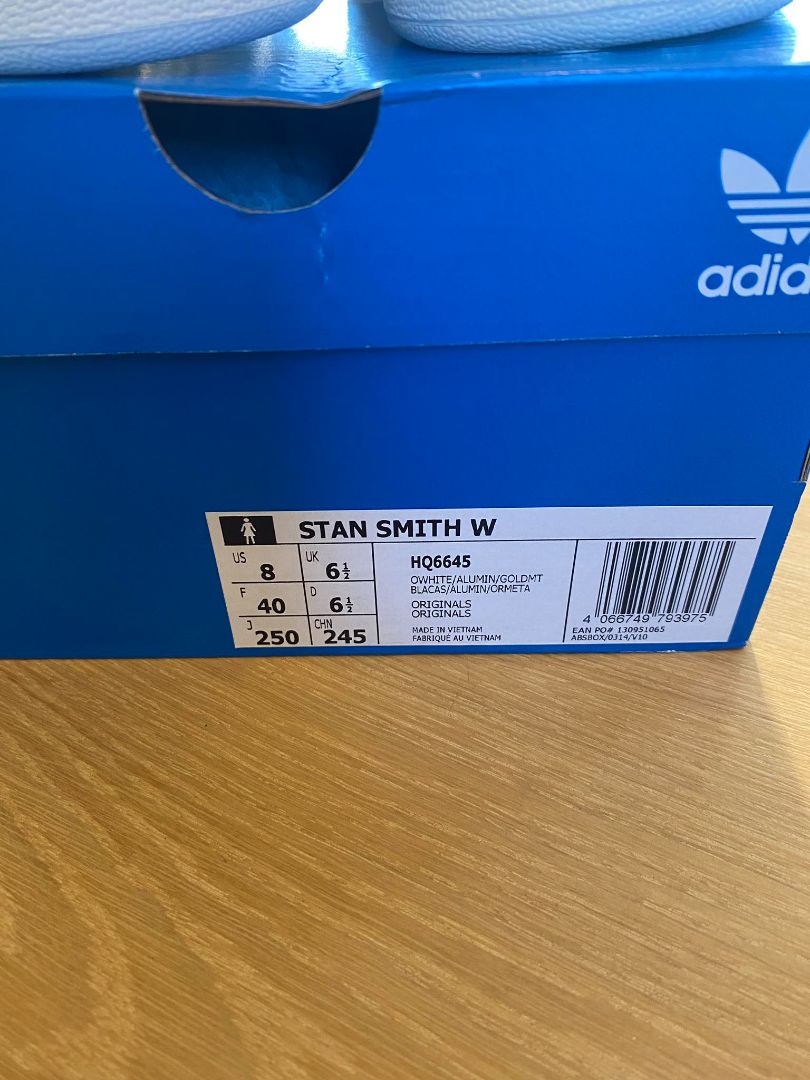 adid
STAN SMITH W
US 8 UK 6½
F 40 D 6½
J 250 CHN 245
HQ6645
OWHITE/ALUMIN/GOLDMT
BLACAS/ALUMIN/ORMETA
ORIGINALS
ORIGINALS
MADE IN VIETNAM
FABRIQUÉ AU VIETNAM
4 066749 793975
EAN PO# 130951065
ABSBOX/0314/V10